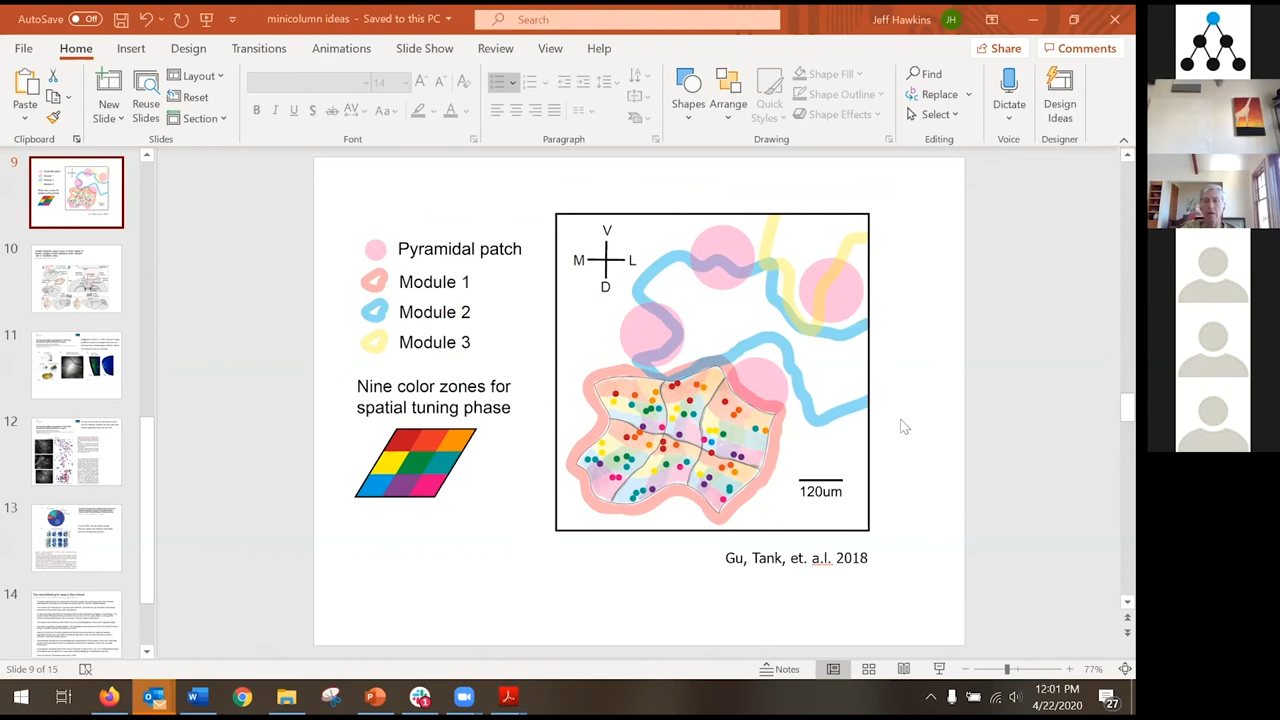 AutoSave Off minicolumn ideas - Saved to this PC Search Jeff Hawkins JH
File Home Insert Design Transitions Animations Slide Show Review View Help Share Comments
Paste New Slide Reuse Slides Layout Reset Section 14 B I U S ab AV Aa A Shapes Arrange Quick Styles Shape Fill Shape Outline Shape Effects Find Replace Select Dictate Design Ideas
Clipboard Slides Font Paragraph Drawing Editing Voice Designer
9
10
11
12
13
14
Pyramidal patch
Module 1
Module 2
Module 3
Nine color zones for
spatial tuning phase
V
M L
D
120um
Gu, Tank, et. a.l. 2018
Slide 9 of 15 Notes 77%
12:01 PM
4/22/2020
27
1